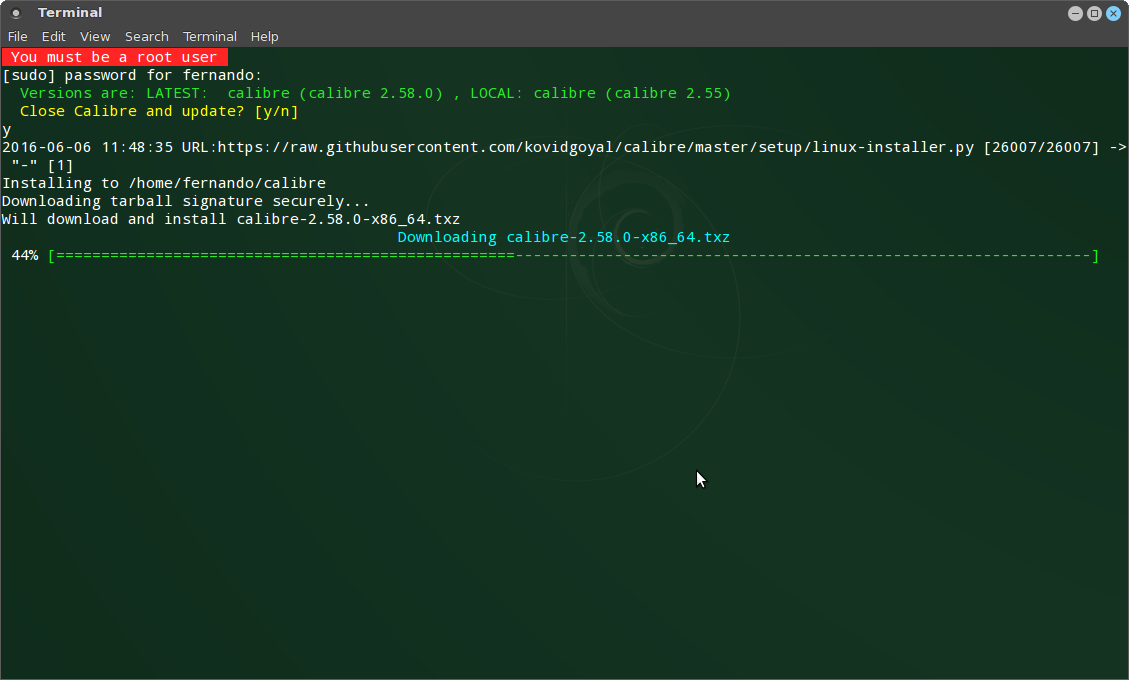 Terminal
File Edit View Search Terminal Help
You must be a root user
[sudo] password for fernando:
Versions are: LATEST:  calibre (calibre 2.58.0) , LOCAL: calibre (calibre 2.55)
Close Calibre and update? [y/n]
y
2016-06-06 11:48:35 URL:https://raw.githubusercontent.com/kovidgoyal/calibre/master/setup/linux-installer.py [26007/26007] ->
"-" [1]
Installing to /home/fernando/calibre
Downloading tarball signature securely...
Will download and install calibre-2.58.0-x86_64.txz
Downloading calibre-2.58.0-x86_64.txz
44% [===================================================----------------------------------------------------------------]